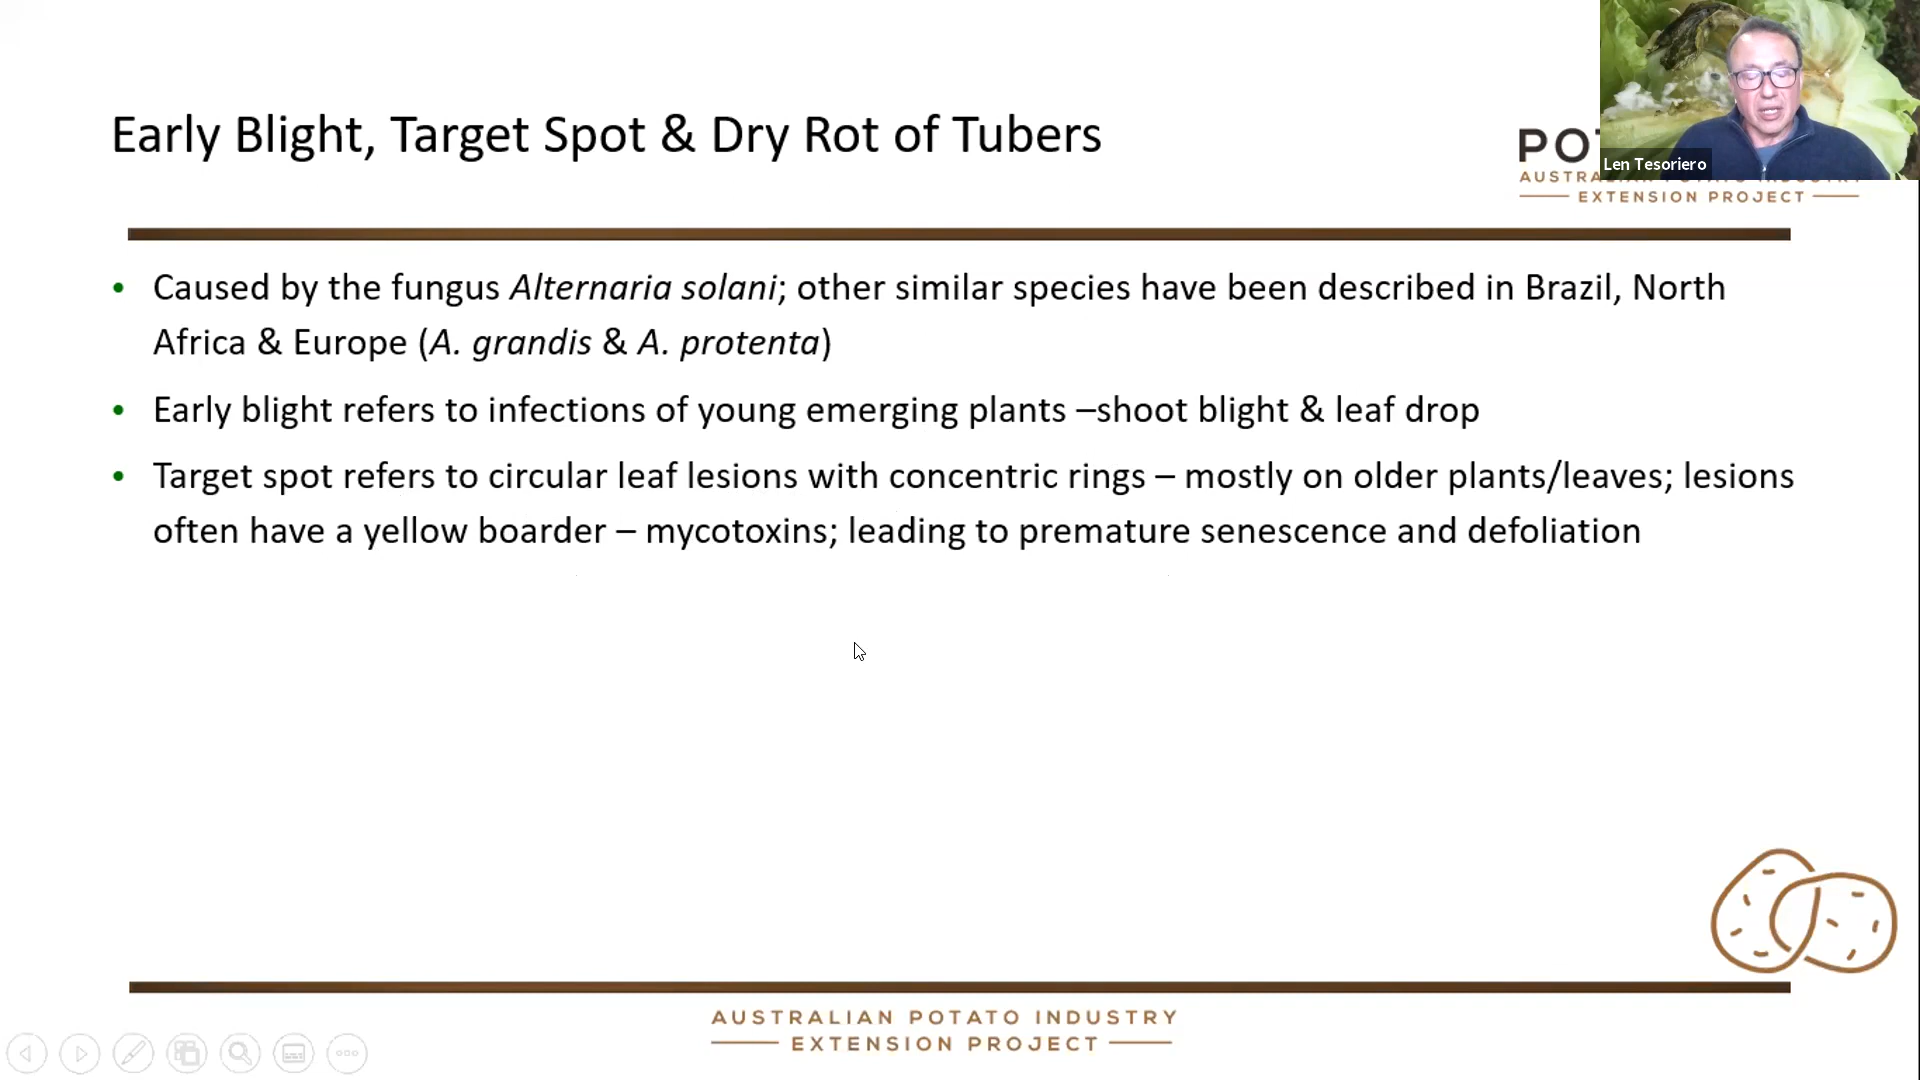 Early Blight, Target Spot & Dry Rot of Tubers
Len Tesoriero
EXTENSION PROJECT
• Caused by the fungus Alternaria solani; other similar species have been described in Brazil, North
Africa & Europe (A. grandis & A. protenta)
• Early blight refers to infections of young emerging plants –shoot blight & leaf drop
• Target spot refers to circular leaf lesions with concentric rings – mostly on older plants/leaves; lesions
often have a yellow boarder – mycotoxins; leading to premature senescence and defoliation
AUSTRALIAN POTATO INDUSTRY
EXTENSION PROJECT